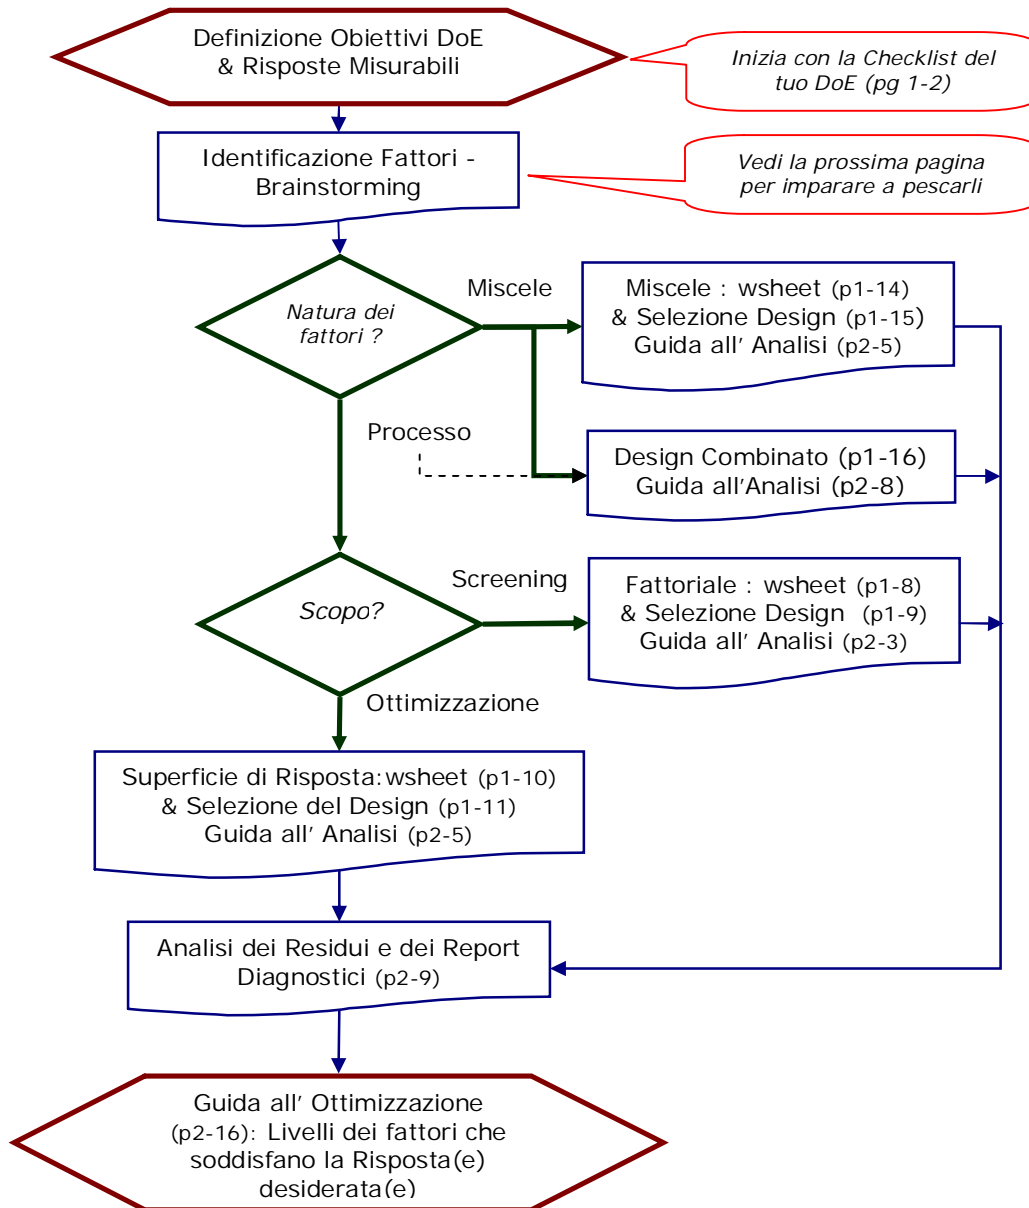 Definizione Obiettivi DoE
& Risposte Misurabili
Inizia con la Checklist del
tuo DoE (pg 1-2)
Identificazione Fattori -
Brainstorming
Vedi la prossima pagina
per imparare a pescarli
Natura dei
fattori ?
Miscele
Miscele : wsheet (p1-14)
& Selezione Design (p1-15)
Guida all' Analisi (p2-5)
Processo
Design Combinato (p1-16)
Guida all'Analisi (p2-8)
Scopo?
Screening
Fattoriale : wsheet (p1-8)
& Selezione Design (p1-9)
Guida all' Analisi (p2-3)
Ottimizzazione
Superficie di Risposta:wsheet (p1-10)
& Selezione del Design (p1-11)
Guida all' Analisi (p2-5)
Analisi dei Residui e dei Report
Diagnostici (p2-9)
Guida all' Ottimizzazione
(p2-16): Livelli dei fattori che
soddisfano la Risposta(e)
desiderata(e)